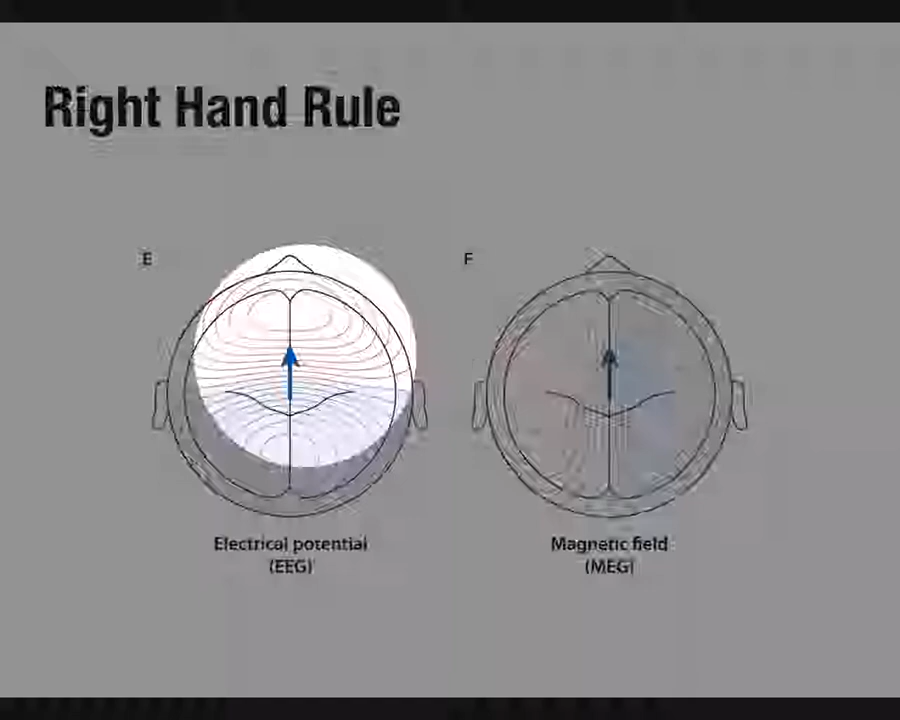 Right Hand Rule
E
F
Electrical potential
(EEG)
Magnetic field
(MEG)